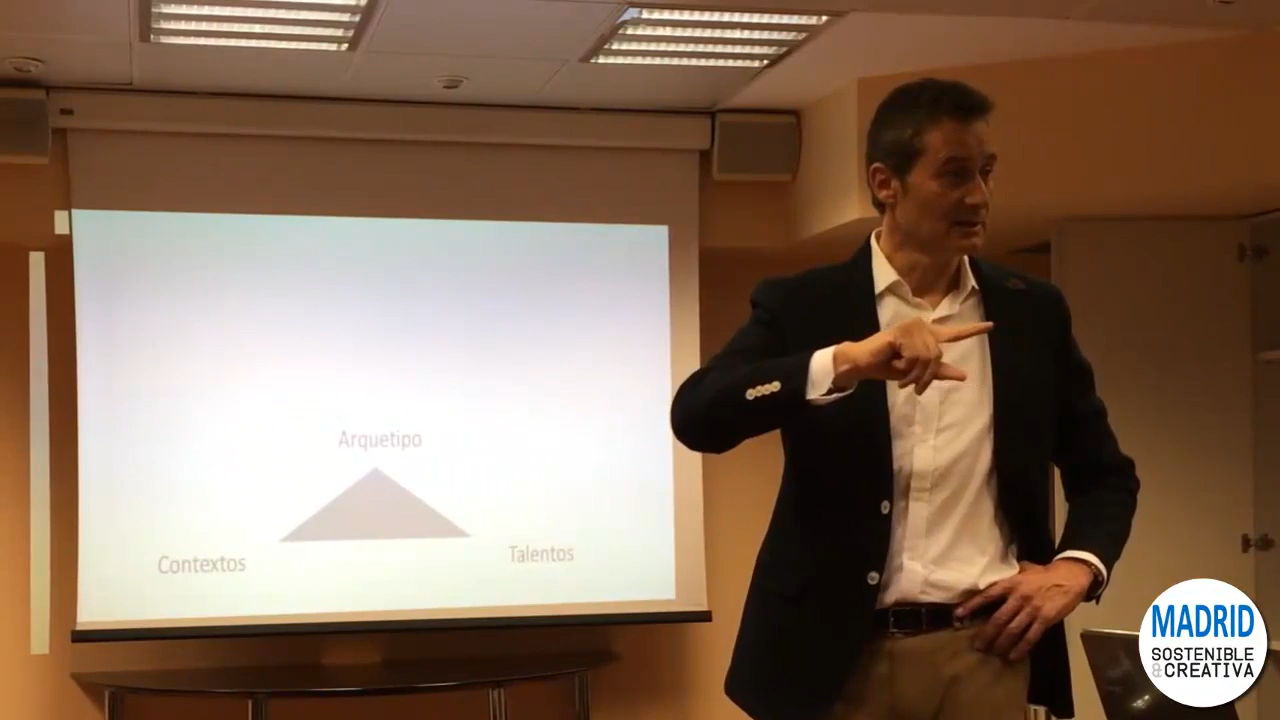 Arquetipo
Contextos
Talentos
MADRID
SOSTENIBLE
&CREATIVA